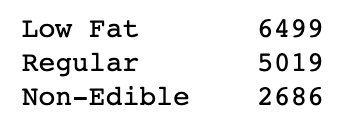 Low Fat 6499
Regular 5019
Non-Edible 2686